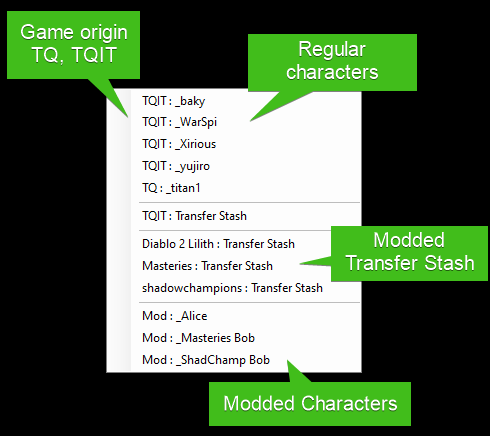 Game origin
TQ, TQIT
Regular
characters
TQIT : _baky
TQIT : _WarSpi
TQIT : _Xirious
TQIT : _yujiro
TQ : _titan1
TQIT : Transfer Stash
Diablo 2 Lilith : Transfer Stash
Masteries : Transfer Stash
shadowchampions : Transfer Stash
Modded
Transfer Stash
Mod : _Alice
Mod : _Masteries Bob
Mod : _ShadChamp Bob
Modded Characters